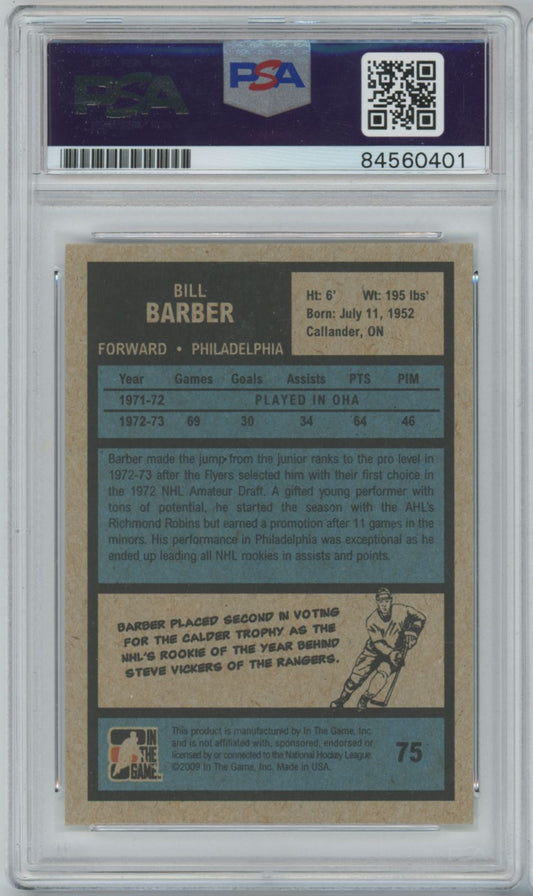 PSA
PSA
84560401
BILL
BARBER
FORWARD • PHILADELPHIA
Ht: 6' Wt: 195 lbs'
Born: July 11, 1952
Callander, ON
Year Games Goals Assists PTS PIM
1971-72 PLAYED IN OHA
1972-73 69 30 34 64 46
Barber made the jump from the junior ranks to the pro level in
1972-73 after the Flyers selected him with their first choice in
the 1972 NHL Amateur Draft. A gifted young performer with
tons of potential, he started the season with the AHL's
Richmond Robins but earned a promotion after 11 games in the
minors. His performance in Philadelphia was exceptional as he
ended up leading all NHL rookies in assists and points.
BARBER PLACED SECOND IN VOTING
FOR THE CALDER TROPHY AS THE
NHL'S ROOKIE OF THE YEAR BEHIND
STEVE VICKERS OF THE RANGERS.
IN
THE
GAME
This product is manufactured by In The Game, Inc.
and is not affiliated with, sponsored, endorsed or
licensed by or connected to the National Hockey League.
©2009 In The Game, Inc. Made in USA.
75